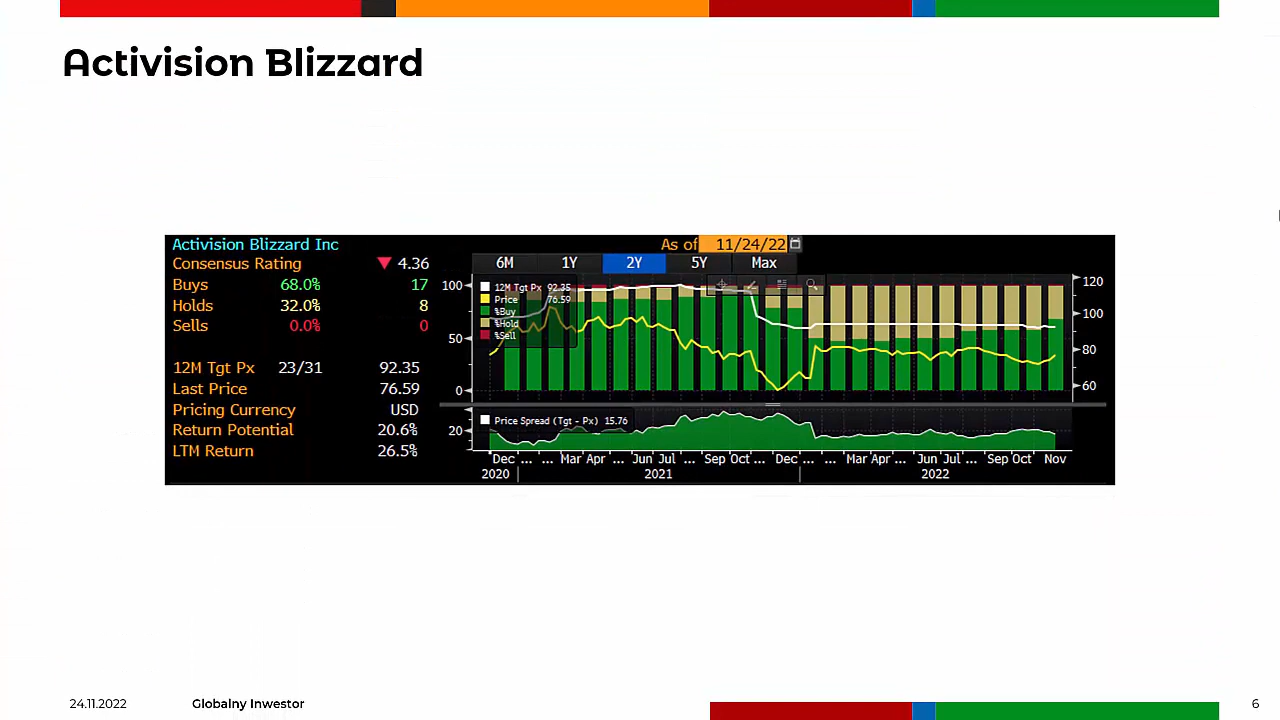 Activision Blizzard
Activision Blizzard Inc
As of 11/24/22
Consensus Rating 4.36
6M 1Y 2Y 5Y Max
Buys 68.0% 17
Holds 32.0% 8
Sells 0.0% 0
12M Tgt Px 23/31 92.35
Last Price 76.59
Pricing Currency USD
Return Potential 20.6%
LTM Return 26.5%
12M Tgt Px 92.35
Price 76.59
%Buy
%Hold
%Sell
100
50
0
120
100
80
60
Price Spread (Tgt - Px) 15.76
20
Dec ... ... Mar Apr ... Jun Jul ... Sep Oct ... Dec ... ... Mar Apr ... Jun Jul ... Sep Oct Nov
2020 2021 2022
24.11.2022 Globalny Inwestor 6